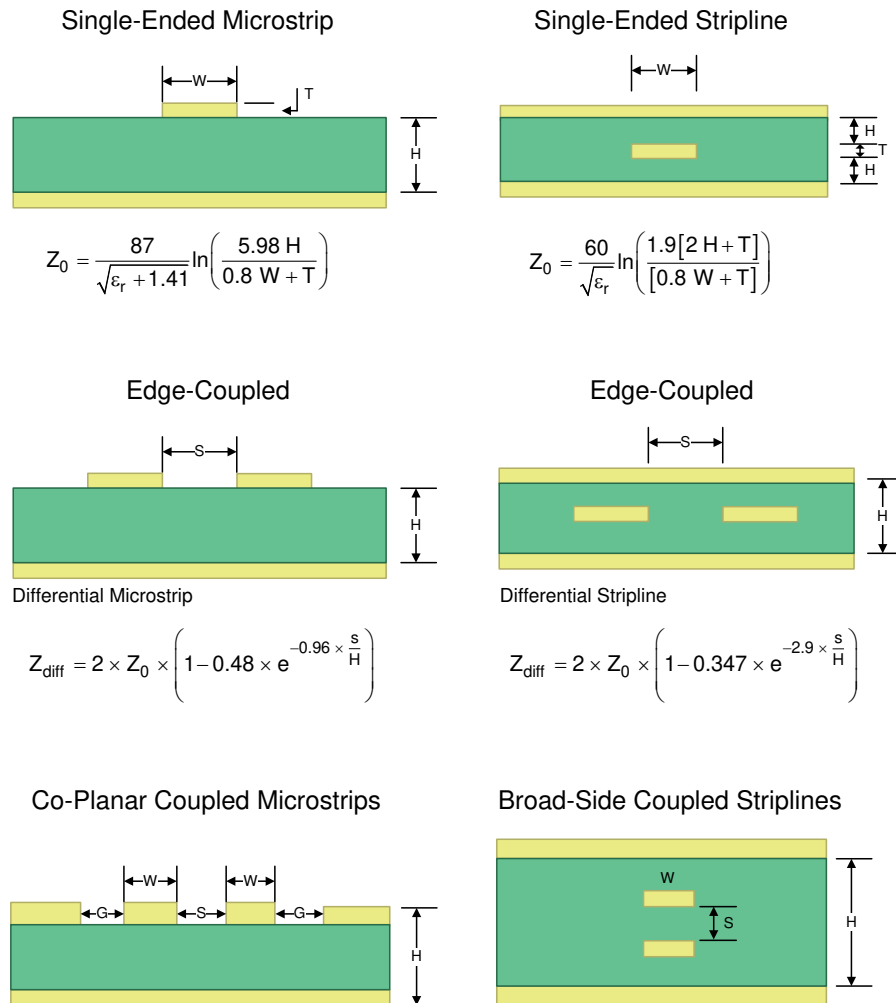 Single-Ended Microstrip
W
T
H
Z₀ = 87 / √(εᵣ + 1.41) ln(5.98 H / (0.8 W + T))
Single-Ended Stripline
W
H
T
H
Z₀ = 60 / √εᵣ ln(1.9[2 H + T] / [0.8 W + T])
Edge-Coupled
S
H
Differential Microstrip
Z_diff = 2 × Z₀ × (1 − 0.48 × e^(−0.96 × s/H))
Edge-Coupled
S
H
Differential Stripline
Z_diff = 2 × Z₀ × (1 − 0.347 × e^(−2.9 × s/H))
Co-Planar Coupled Microstrips
W W
G S G
H
Broad-Side Coupled Striplines
W
S
H